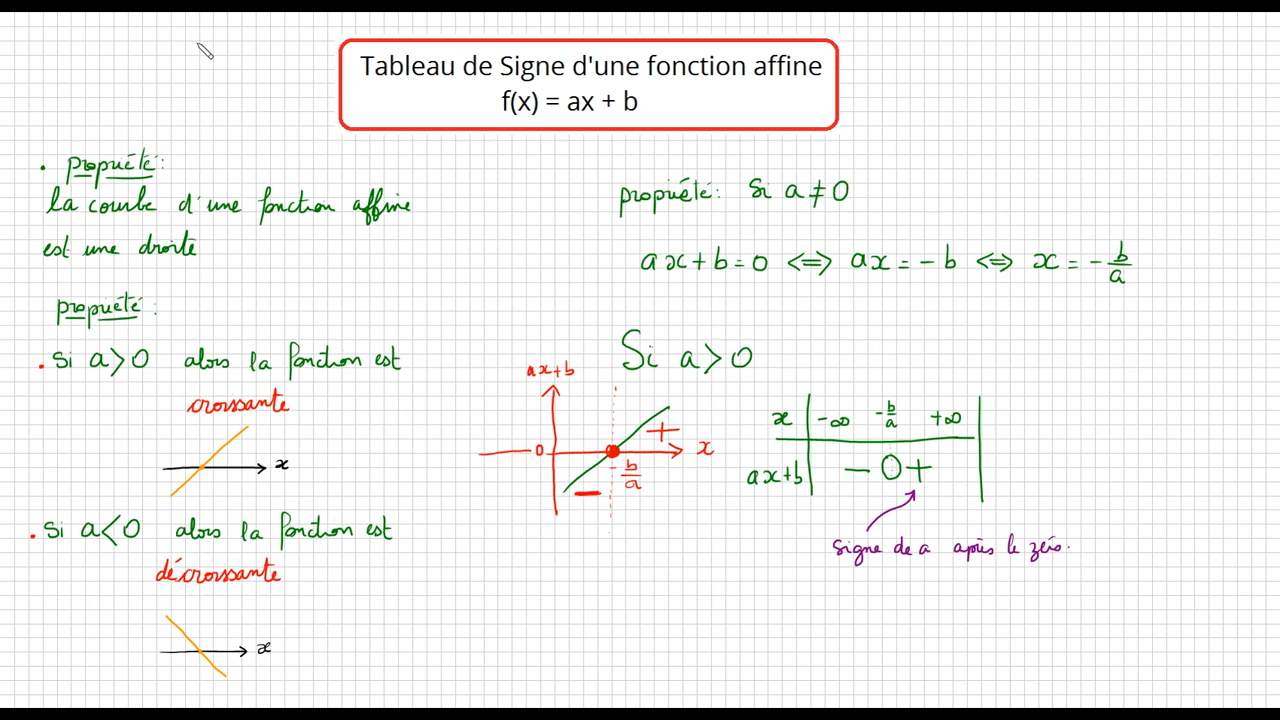 Tableau de Signe d'une fonction affine
f(x) = ax + b
• propriété :
la courbe d'une fonction affine
est une droite
propriété :
• Si a > 0 alors la fonction est
croissante
x
• Si a < 0 alors la fonction est
décroissante
x
propriété : Si a ≠ 0
ax + b = 0 ⟺ ax = - b ⟺ x = - b/a
Si a > 0
ax + b
+
0
x
- b/a
−
x -∞ -b/a +∞
ax + b − 0 +
signe de a après le zéro.